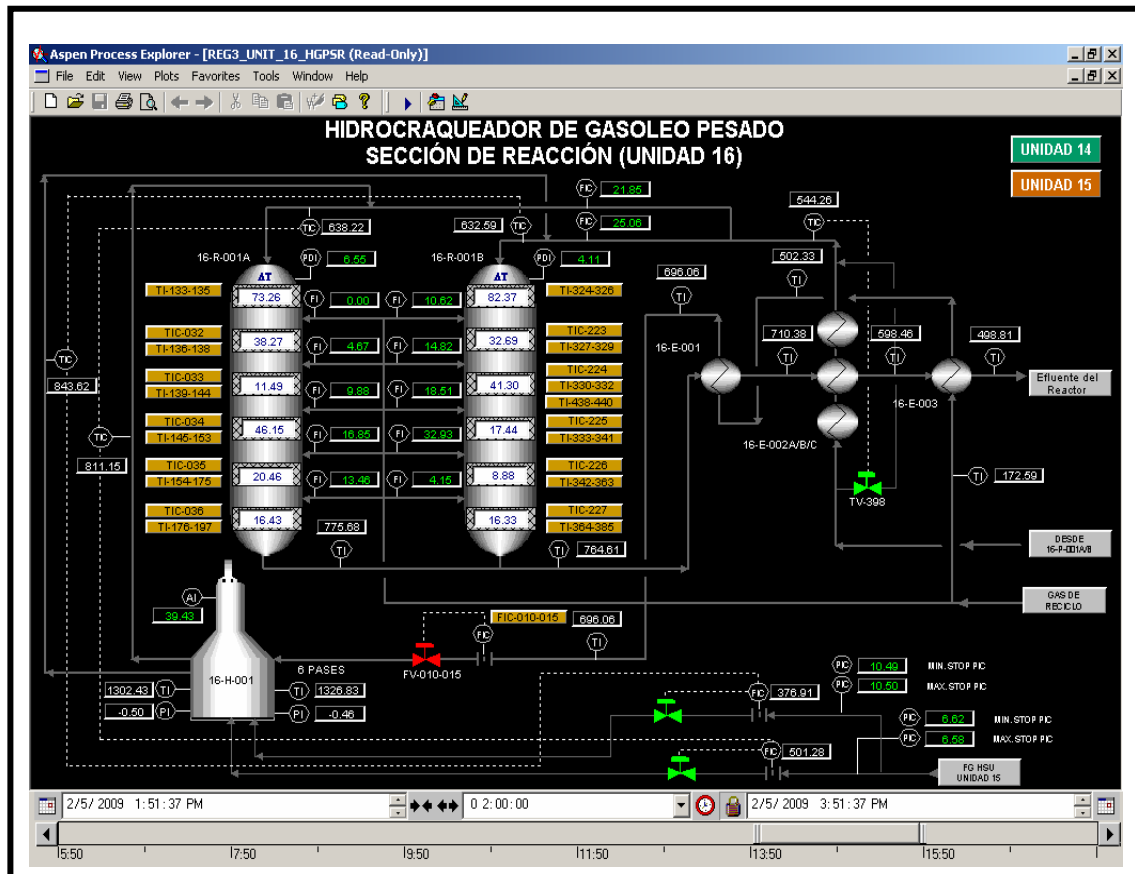 Aspen Process Explorer - [REG3_UNIT_16_HGPSR (Read-Only)]
File Edit View Plots Favorites Tools Window Help
HIDROCRAQUEADOR DE GASOLEO PESADO
SECCIÓN DE REACCIÓN (UNIDAD 16)
UNIDAD 14
UNIDAD 15
FIC 21.85
544.26
TIC
TIC 638.22
632.59 TIC
FIC 25.06
502.33
TI
16-R-001A
PDI 6.55
16-R-001B
PDI 4.11
696.06
TI
TI-133-135
ΔT
73.26
FI 0.00
FI 10.62
ΔT
82.37
TI-324-326
TIC-032
TI-136-138
38.27
FI 4.67
FI 14.82
32.69
TIC-223
TI-327-329
710.38
TI
598.46
TI
498.81
TI
16-E-001
TIC
843.62
TIC-033
TI-139-144
11.49
FI 9.88
FI 18.51
41.30
TIC-224
TI-330-332
TI-438-440
Efluente del
Reactor
16-E-003
TIC-034
TI-145-153
46.15
FI 16.85
FI 32.93
17.44
TIC-225
TI-333-341
16-E-002A/B/C
TIC
811.15
TIC-035
TI-154-175
20.46
FI 13.46
FI 4.15
8.88
TIC-226
TI-342-363
TI 172.59
TV-398
TIC-036
TI-176-197
16.43
16.33
TIC-227
TI-364-385
775.68
TI
TI 764.61
DESDE
16-P-001A/B
GAS DE
RECICLO
AI
39.43
FIC-010-015
696.06
FIC
TI
FV-010-015
16-H-001
6 PASES
1302.43 TI
TI 1326.83
-0.50 PI
PI -0.46
FIC 376.91
PIC 10.49 MIN. STOP PIC
PIC 10.50 MAX. STOP PIC
PIC 6.62 MIN. STOP PIC
PIC 6.58 MAX. STOP PIC
FIC 501.28
FG HSU
UNIDAD 15
2/5/2009 1:51:37 PM
0 2:00:00
2/5/2009 3:51:37 PM
5:50 7:50 9:50 11:50 13:50 15:50